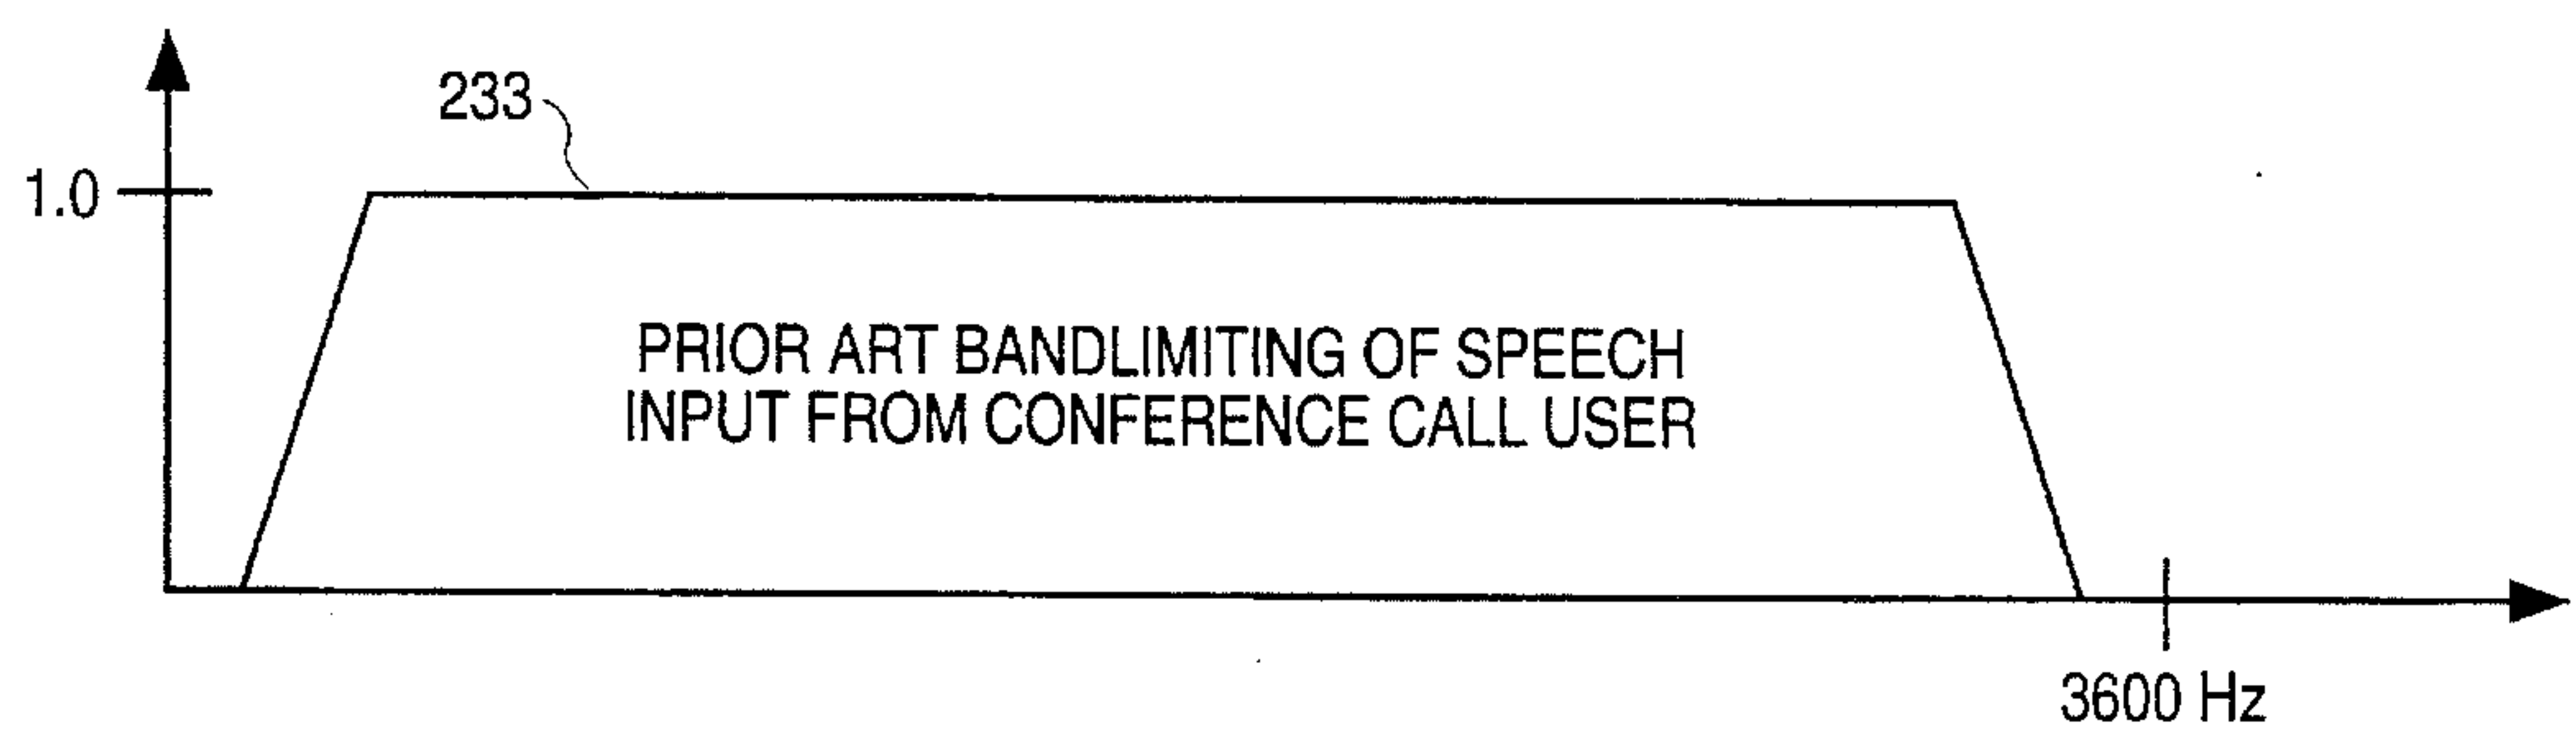 233
1.0
PRIOR ART BANDLIMITING OF SPEECH
INPUT FROM CONFERENCE CALL USER
3600 Hz